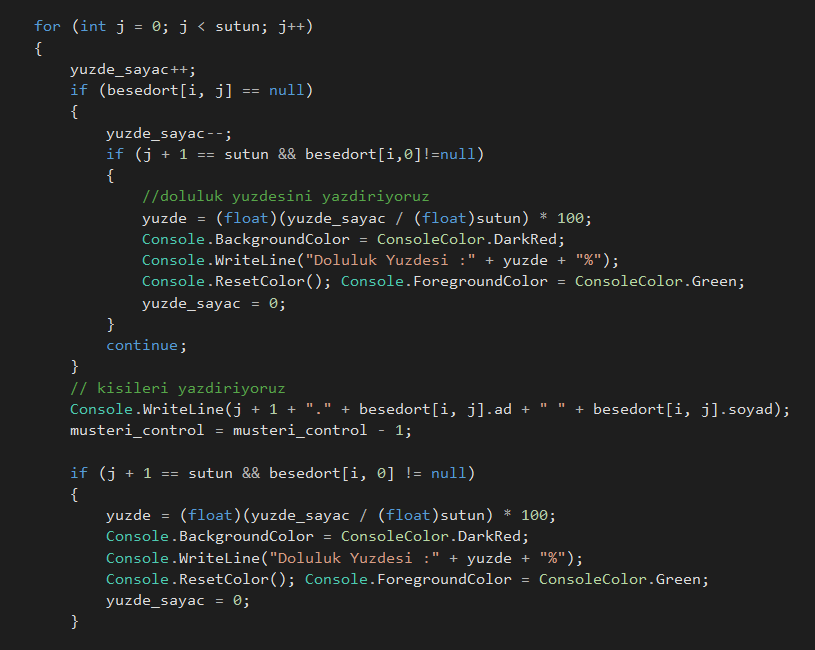 for (int j = 0; j < sutun; j++)
{
yuzde_sayac++;
if (besedort[i, j] == null)
{
yuzde_sayac--;
if (j + 1 == sutun && besedort[i,0]!=null)
{
//doluluk yuzdesini yazdiriyoruz
yuzde = (float)(yuzde_sayac / (float)sutun) * 100;
Console.BackgroundColor = ConsoleColor.DarkRed;
Console.WriteLine("Doluluk Yuzdesi :" + yuzde + "%");
Console.ResetColor(); Console.ForegroundColor = ConsoleColor.Green;
yuzde_sayac = 0;
}
continue;
}
// kisileri yazdiriyoruz
Console.WriteLine(j + 1 + "." + besedort[i, j].ad + " " + besedort[i, j].soyad);
musteri_control = musteri_control - 1;
if (j + 1 == sutun && besedort[i, 0] != null)
{
yuzde = (float)(yuzde_sayac / (float)sutun) * 100;
Console.BackgroundColor = ConsoleColor.DarkRed;
Console.WriteLine("Doluluk Yuzdesi :" + yuzde + "%");
Console.ResetColor(); Console.ForegroundColor = ConsoleColor.Green;
yuzde_sayac = 0;
}